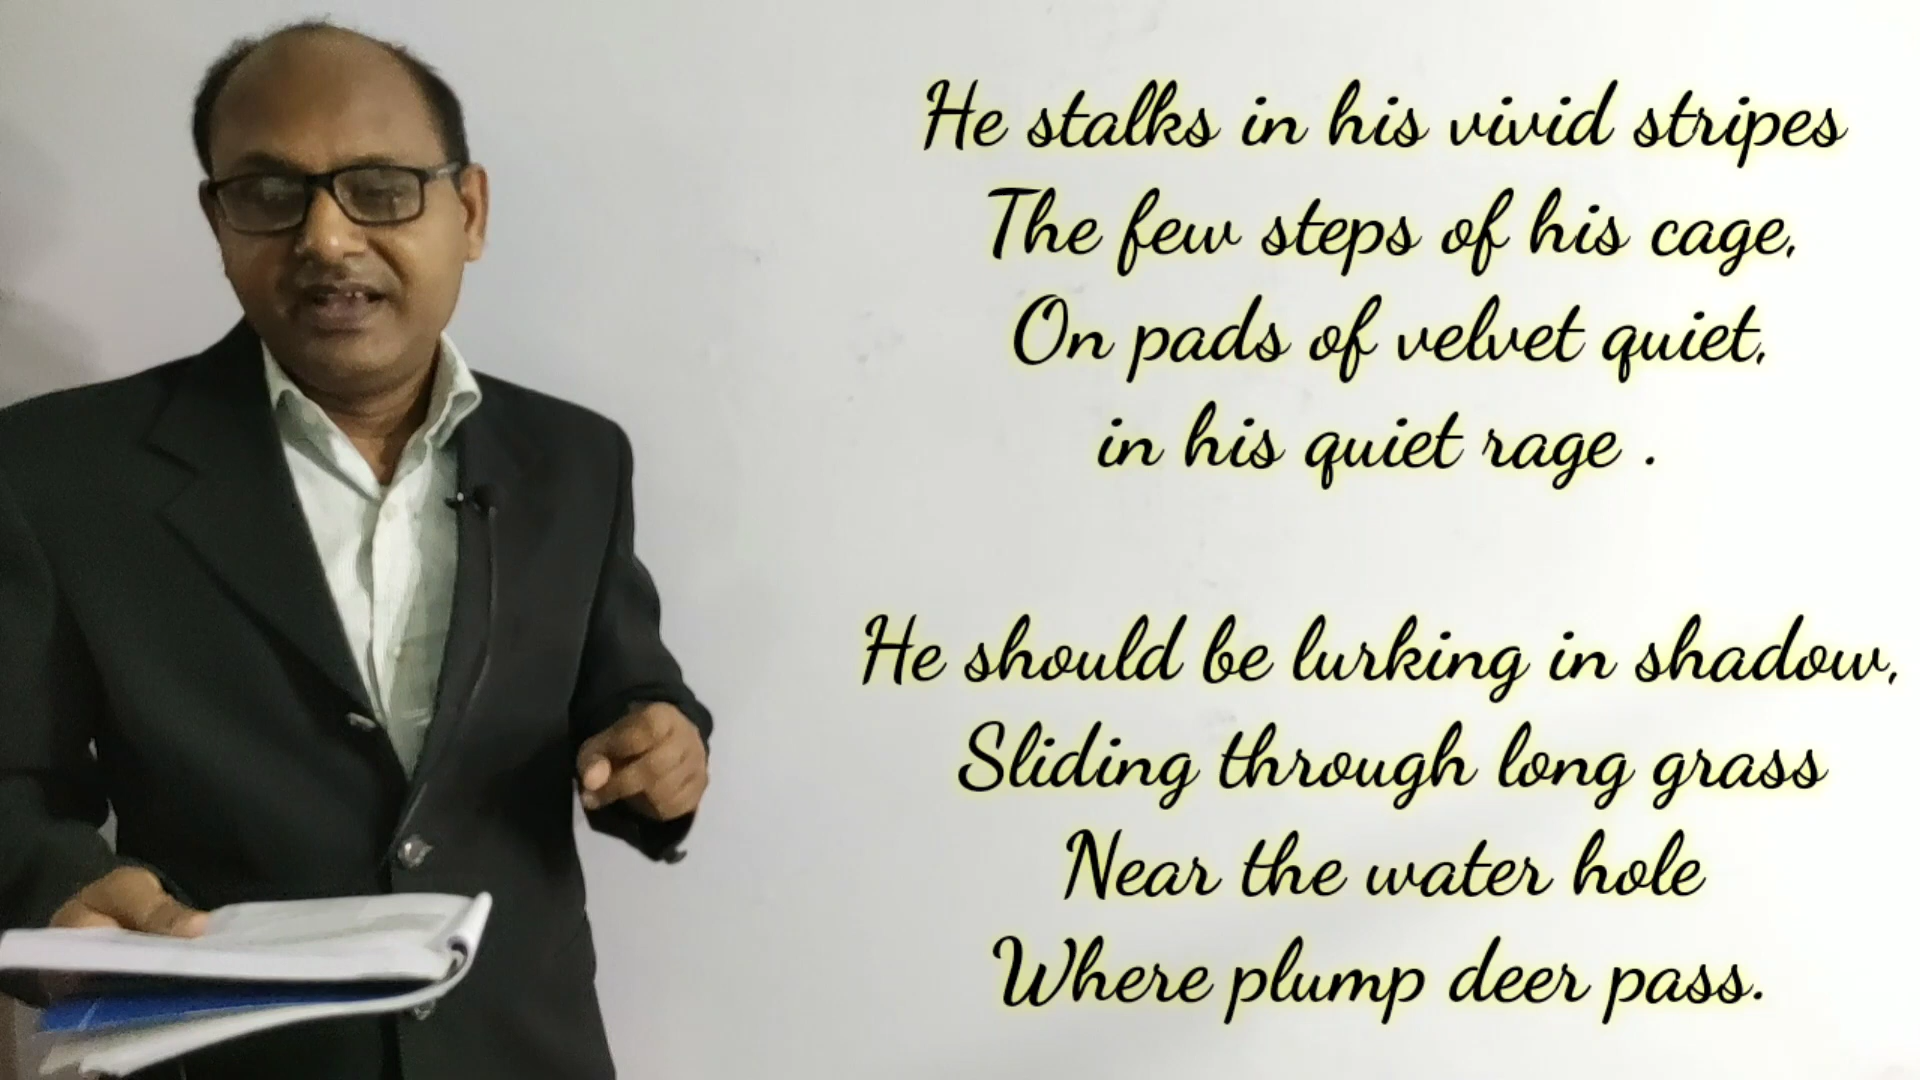 He stalks in his vivid stripes
The few steps of his cage,
On pads of velvet quiet,
in his quiet rage .
He should be lurking in shadow,
Sliding through long grass
Near the water hole
Where plump deer pass.